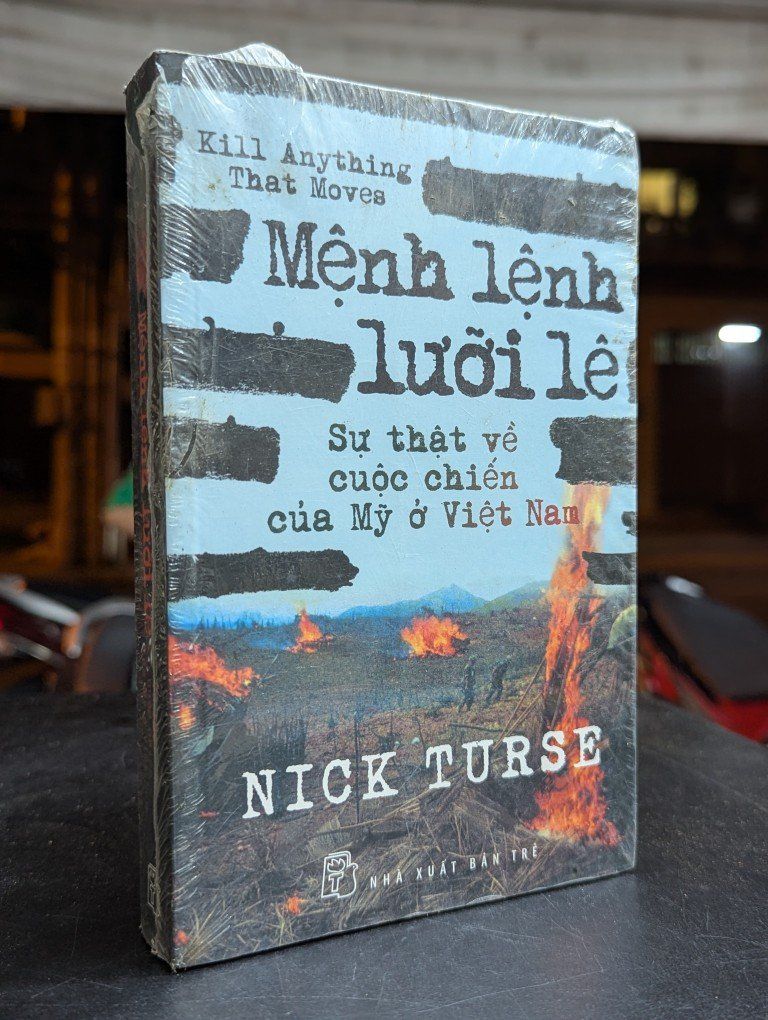 Kill Anything
That Moves
Mệnh lệnh
lưỡi lê
Sự thật về
cuộc chiến
của Mỹ ở Việt Nam
NICK TURSE
NHÀ XUẤT BẢN TRẺ